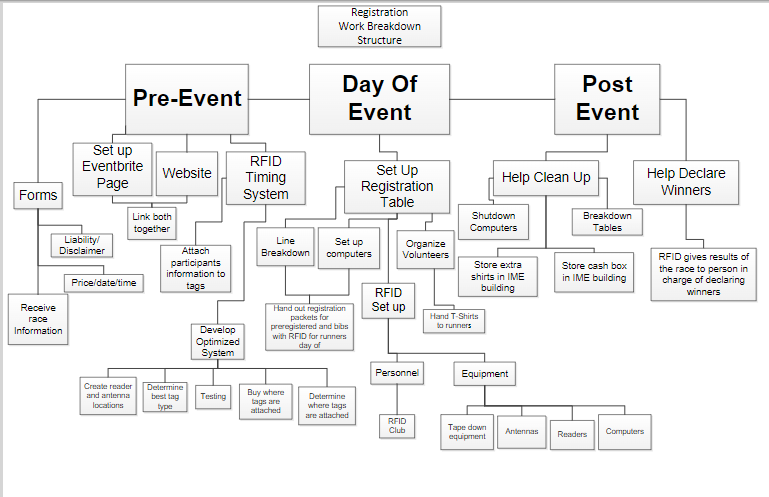 Registration
Work Breakdown
Structure
Pre-Event
Day Of
Event
Post
Event
Set up
Eventbrite
Page
Website
RFID
Timing
System
Set Up
Registration
Table
Help Clean Up
Help Declare
Winners
Forms
Link both
together
Shutdown
Computers
Breakdown
Tables
Liability/
Disclaimer
Attach
participants
information to
tags
Line
Breakdown
Set up
computers
Organize
Volunteers
Store extra
shirts in IME
building
Store cash box
in IME building
RFID gives results of
the race to person in
charge of declaring
winners
Price/date/time
Receive
race
Information
RFID
Set up
Hand out registration
packets for
preregistered and bibs
with RFID for runners
day of
Hand T-Shirts
to runners
Develop
Optimized
System
Personnel
Equipment
Create reader
and antenna
locations
Determine
best tag
type
Testing
Buy where
tags are
attached
Determine
where tags
are attached
RFID
Club
Tape down
equipment
Antennas
Readers
Computers